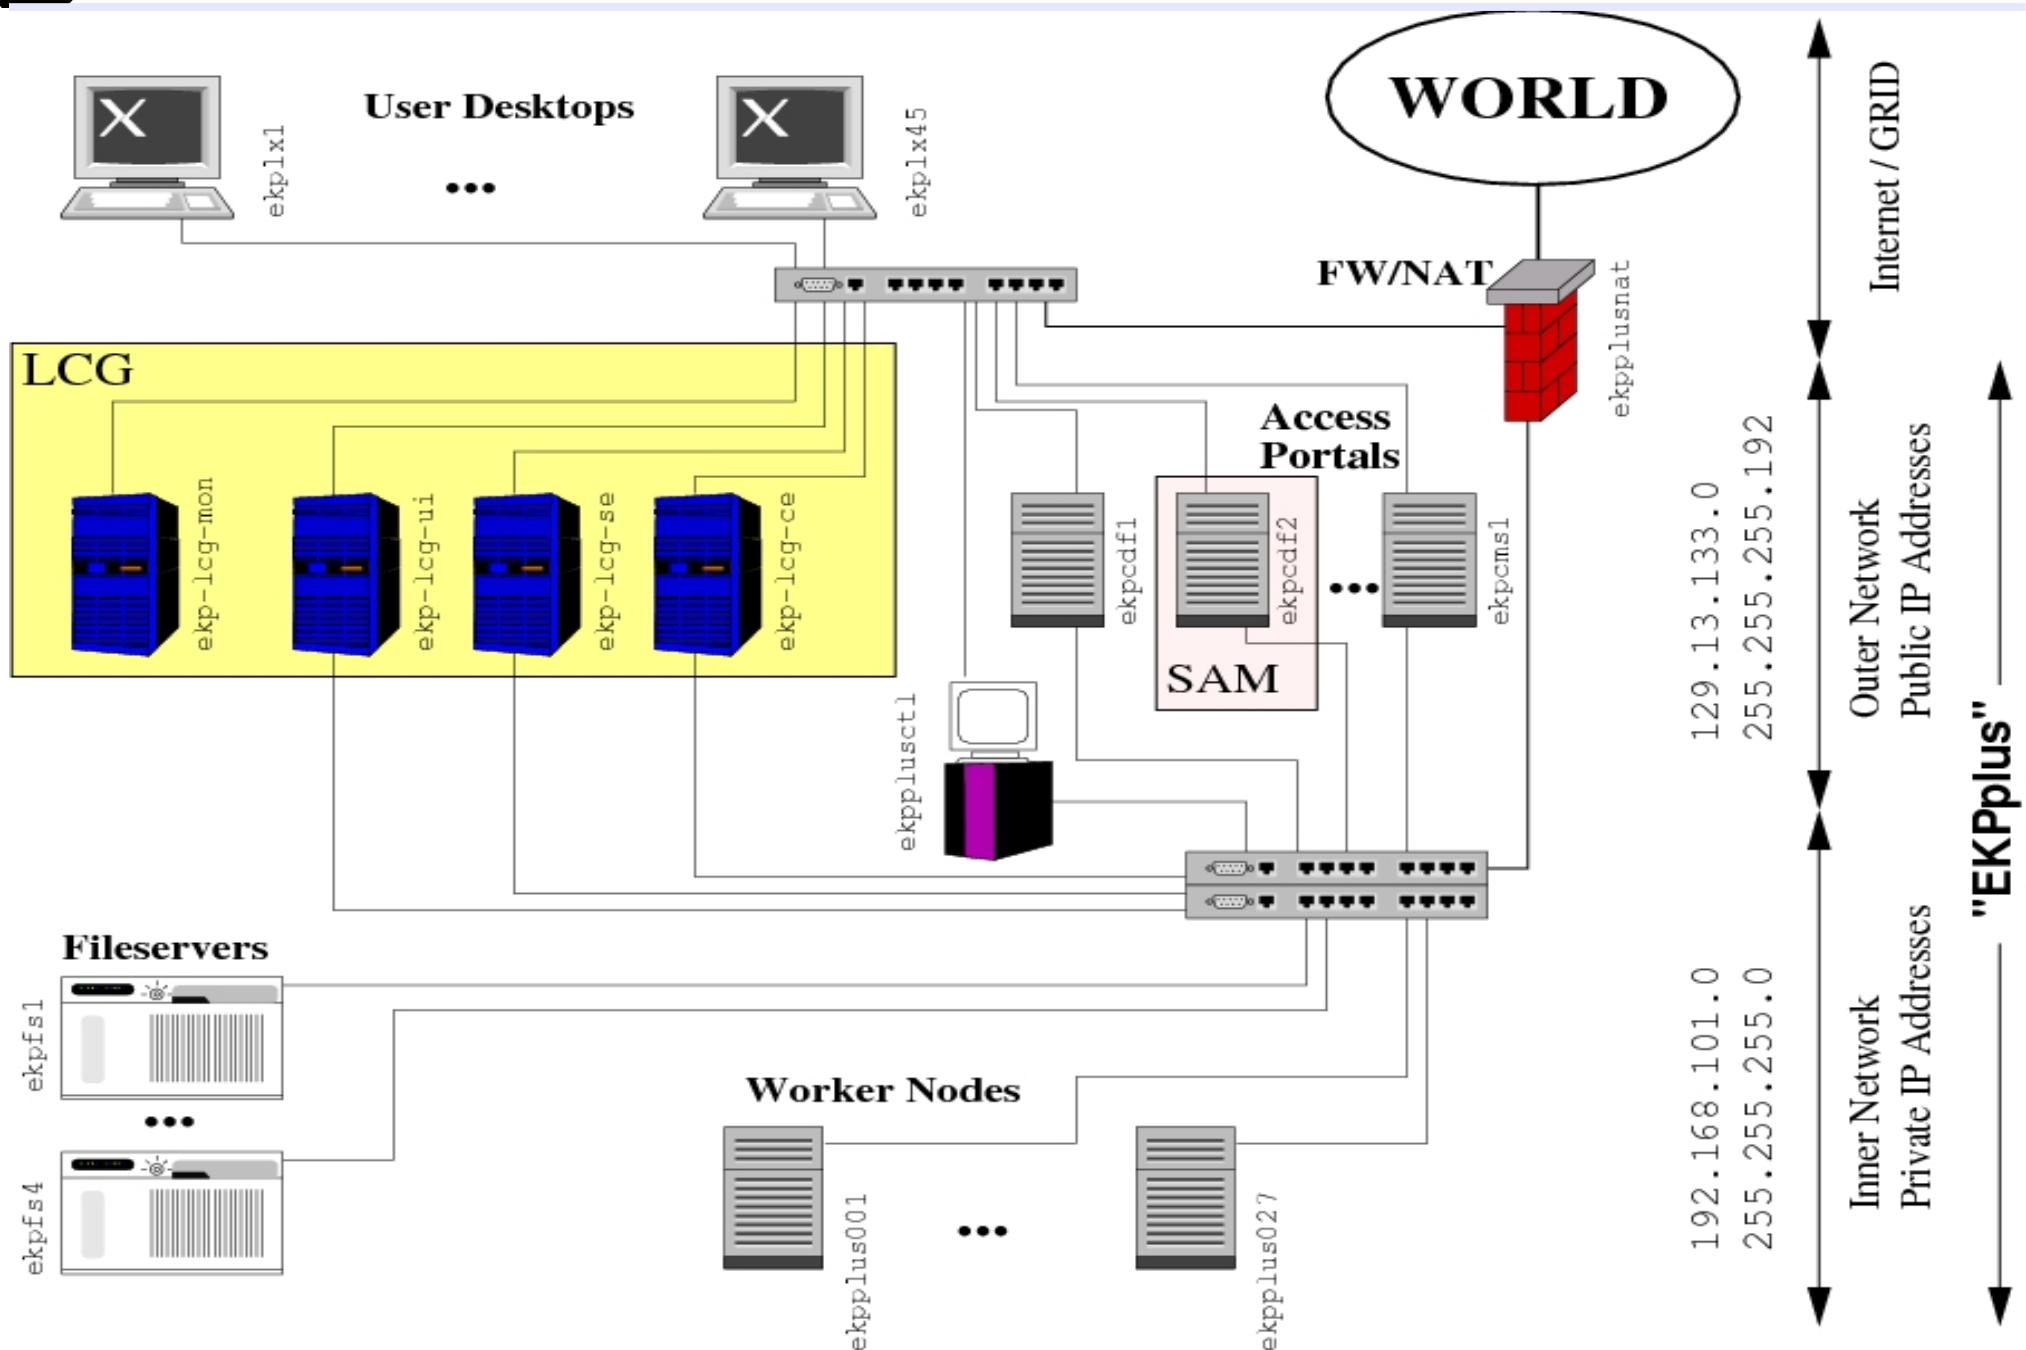 User Desktops
ekplx1
ekplx45
WORLD
Internet / GRID
FW/NAT
ekpplusnat
LCG
ekp-lcg-mon
ekp-lcg-ui
ekp-lcg-se
ekp-lcg-ce
Access
Portals
ekpcdf1
ekpcdf2
ekpcms1
SAM
129.13.133.0
255.255.255.192
Outer Network
Public IP Addresses
ekpplusctl
"EKPplus"
Fileservers
ekpfs1
ekpfs4
Worker Nodes
ekpplus001
ekpplus027
192.168.101.0
255.255.255.0
Inner Network
Private IP Addresses